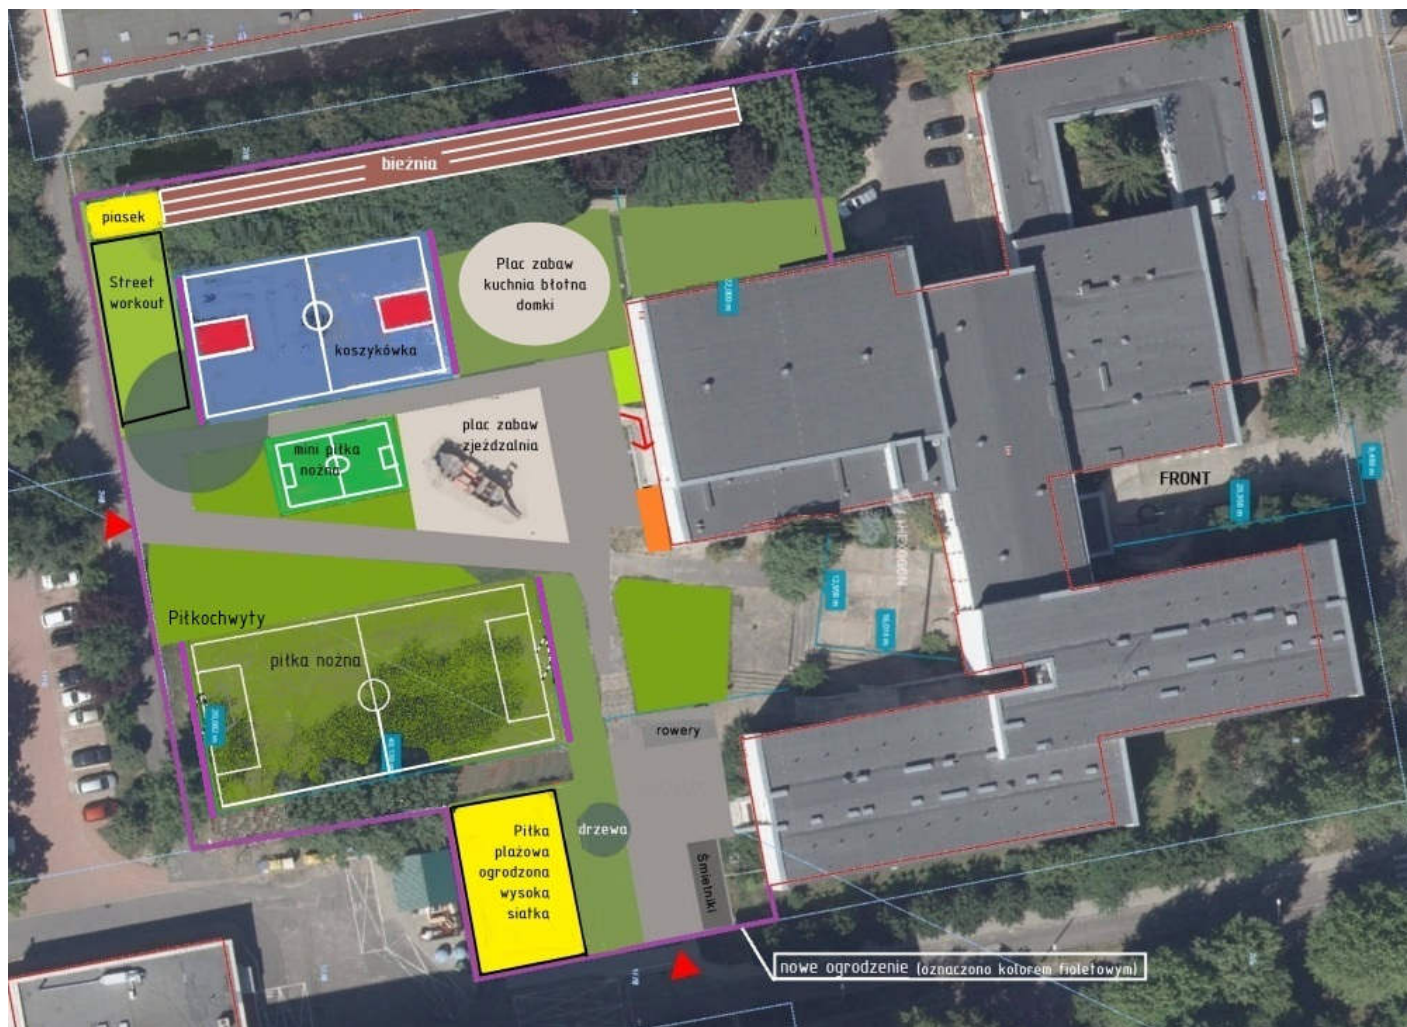 bieżnia
piasek
Street
workout
Plac zabaw
kuchnia błotna
domki
koszykówka
plac zabaw
zjeżdzalnia
mini piłka
nożna
FRONT
Piłkochwyty
piłka nożna
rowery
drzewa
Piłka
plażowa
ogrodzona
wysoką
siatką
Śmietniki
nowe ogrodzenie (oznaczono kolorem fioletowym)